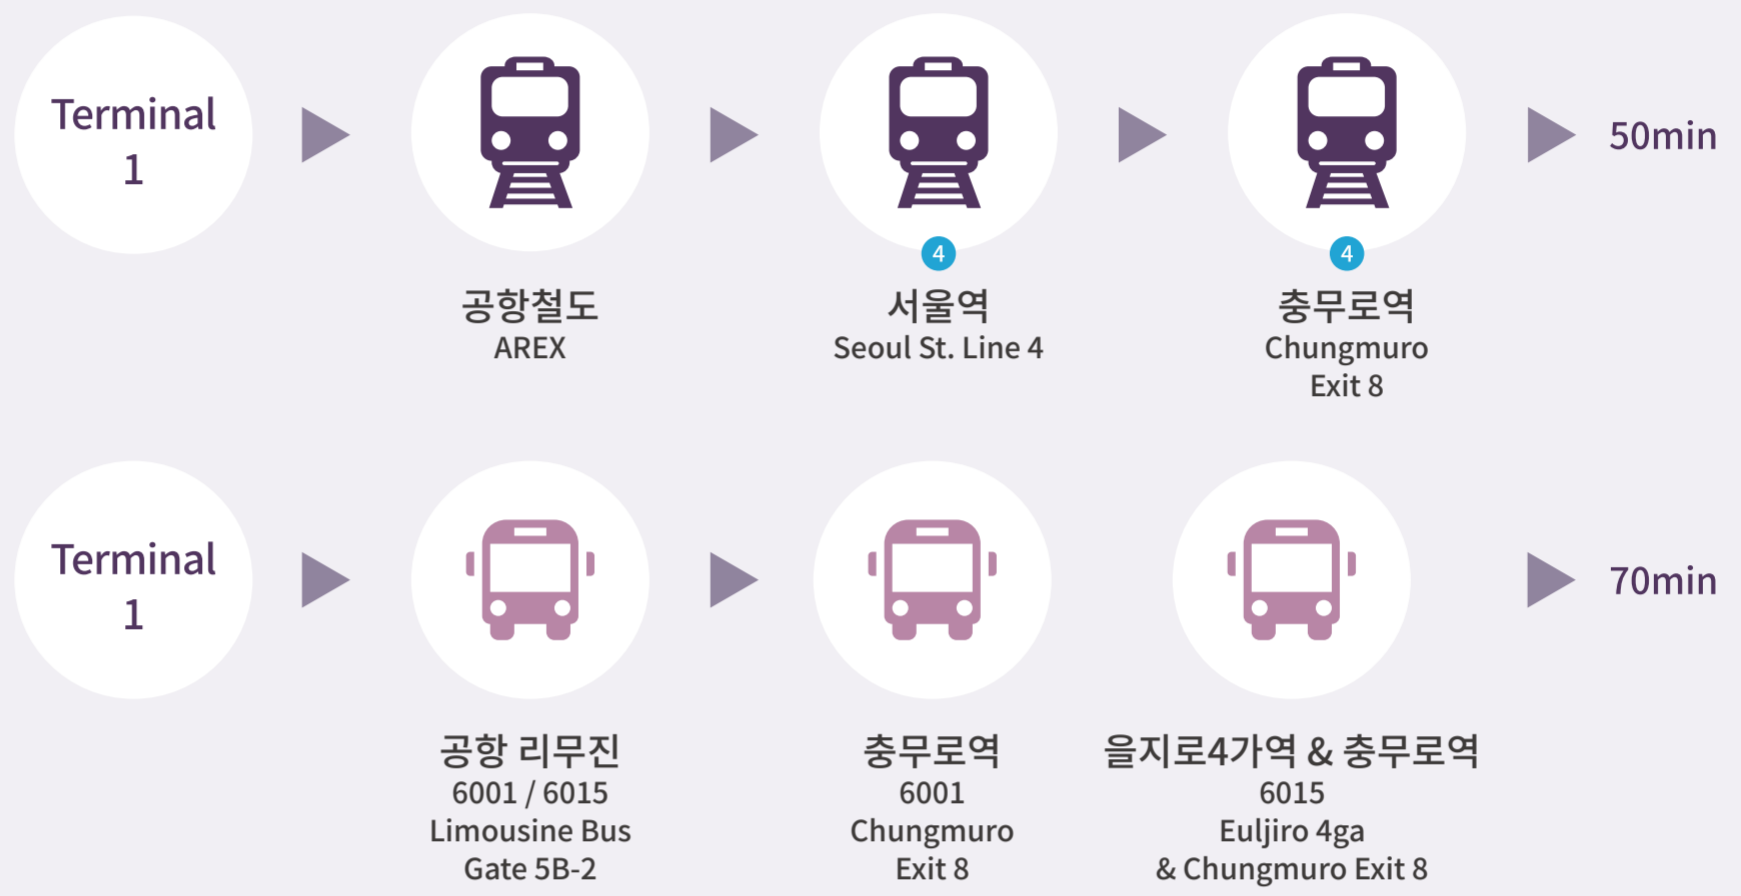 Terminal
1
공항철도
AREX
4
서울역
Seoul St. Line 4
4
충무로역
Chungmuro
Exit 8
50min
Terminal
1
공항 리무진
6001 / 6015
Limousine Bus
Gate 5B-2
충무로역
6001
Chungmuro
Exit 8
을지로4가역 & 충무로역
6015
Euljiro 4ga
& Chungmuro Exit 8
70min